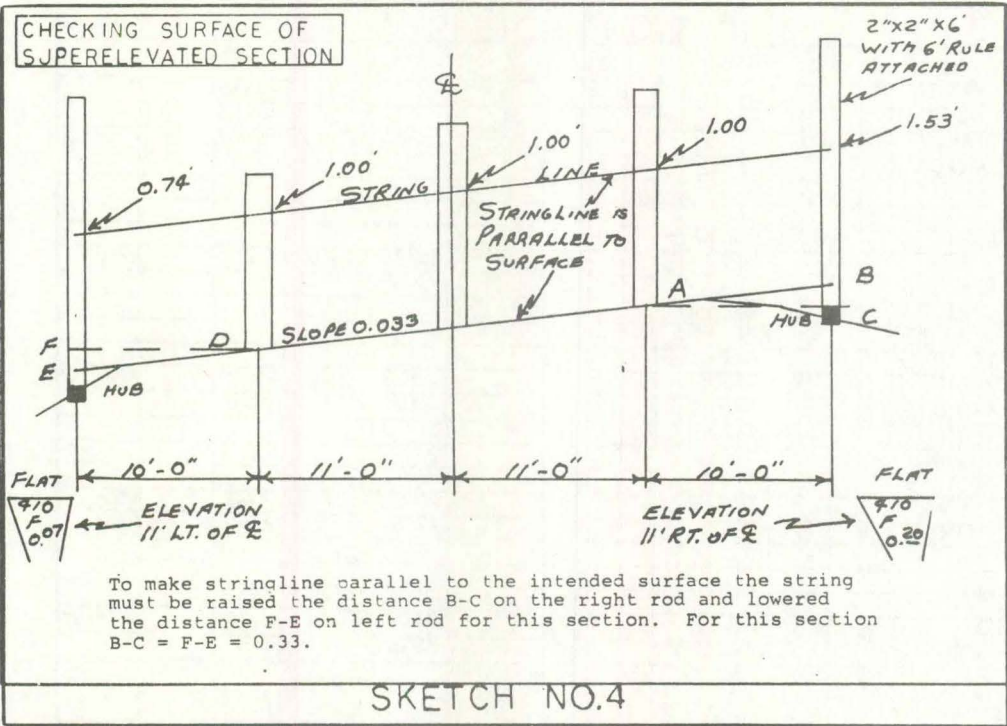 CHECKING SURFACE OF
SUPERELEVATED SECTION
2"x2" x6'
WITH 6' RULE
ATTACHED
℄
1.53'
1.00
1.00'
1.00'
0.74'
STRING LINE
STRINGLINE IS
PARRALLEL TO
SURFACE
A
B
C
HUB
SLOPE 0.033
D
F
E
HUB
10'-0" 11'-0" 11'-0" 10'-0"
FLAT
410
F
0.07
ELEVATION
11' LT. OF ℄
ELEVATION
11' RT. OF ℄
FLAT
410
F
0.20
To make stringline parallel to the intended surface the string
must be raised the distance B-C on the right rod and lowered
the distance F-E on left rod for this section. For this section
B-C = F-E = 0.33.
SKETCH NO.4